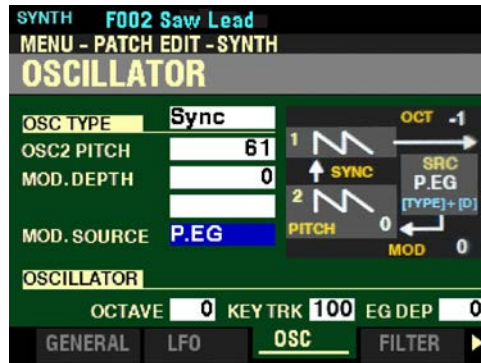 SYNTH F002 Saw Lead
MENU - PATCH EDIT - SYNTH
OSCILLATOR
OSC TYPE Sync
OSC2 PITCH 61
MOD. DEPTH 0
MOD. SOURCE P.EG
OCT -1
1
SYNC
SRC
P.EG
[TYPE]+[D]
2
PITCH 0
MOD 0
OSCILLATOR
OCTAVE 0 KEY TRK 100 EG DEP 0
GENERAL LFO OSC FILTER